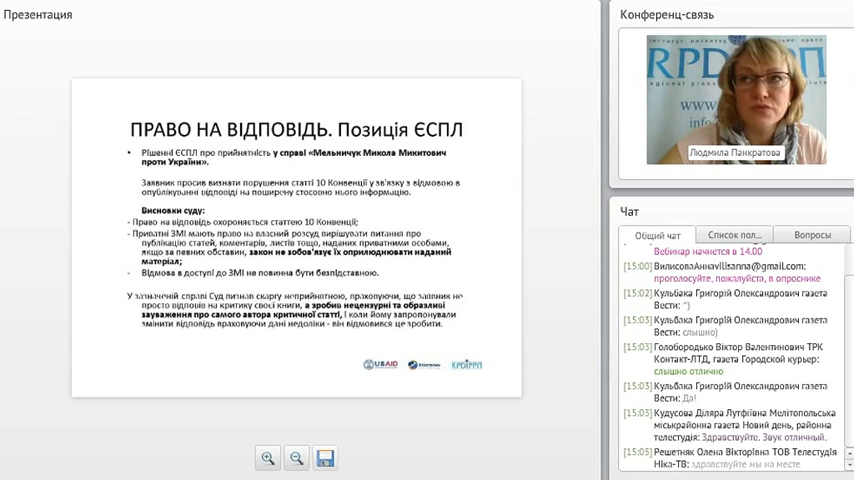 Презентация
ПРАВО НА ВІДПОВІДЬ. Позиція ЄСПЛ
• Рішенні ЄСПЛ про прийнятність у справі «Мельничук Микола Микитович
проти України».
Заявник просив визнати порушення статті 10 Конвенції у зв'язку з відмовою в
опублікуванні відповіді на поширену стосовно нього інформацію.
Висновки суду:
- Право на відповідь охороняється статтею 10 Конвенції;
- Приватні ЗМІ мають право на власний розсуд вирішувати питання про
публікацію статей, коментарів, листів тощо, наданих приватними особами,
якщо за певних обставин, закон не зобов'язує їх оприлюднювати наданий
матеріал;
- Відмова в доступі до ЗМІ не повинна бути безпідставною.
У зазначеній справі Суд визнав скаргу неприйнятною, враховуючи, що заявник не
просто відповів на критику своєї книги, а зробив нецензурні та образливі
зауваження про самого автора критичної статті, і коли йому запропонували
змінити відповідь враховуючи дані недоліки - він відмовився це зробити.
USAID
Internews
Конференц-связь
RPDI
regional press
www.
Людмила Панкратова
Чат
Общий чат
Список пол...
Вопросы
Вебинар начнется в 14.00
[15:00] ВилисоваАннаvilisanna@gmail.com:
проголосуйте, пожалуйста, в опроснике
[15:02] Кульбака Григорій Олександрович газета
Вести: ^)
[15:03] Кульбака Григорій Олександрович газета
Вести: слышно)
[15:03] Голобородько Віктор Валентинович ТРК
Контакт-ЛТД, газета Городской курьер:
слышно отлично
[15:03] Кульбака Григорій Олександрович газета
Вести: Да!
[15:03] Кудусова Діляра Лутфіївна Мелітопольська
міськрайонна газета Новий день, районна
телестудія: Здравствуйте. Звук отличный.
[15:05] Решетняк Олена Вікторівна ТОВ Телестудія
Ніка-ТВ: здравствуйте мы на месте